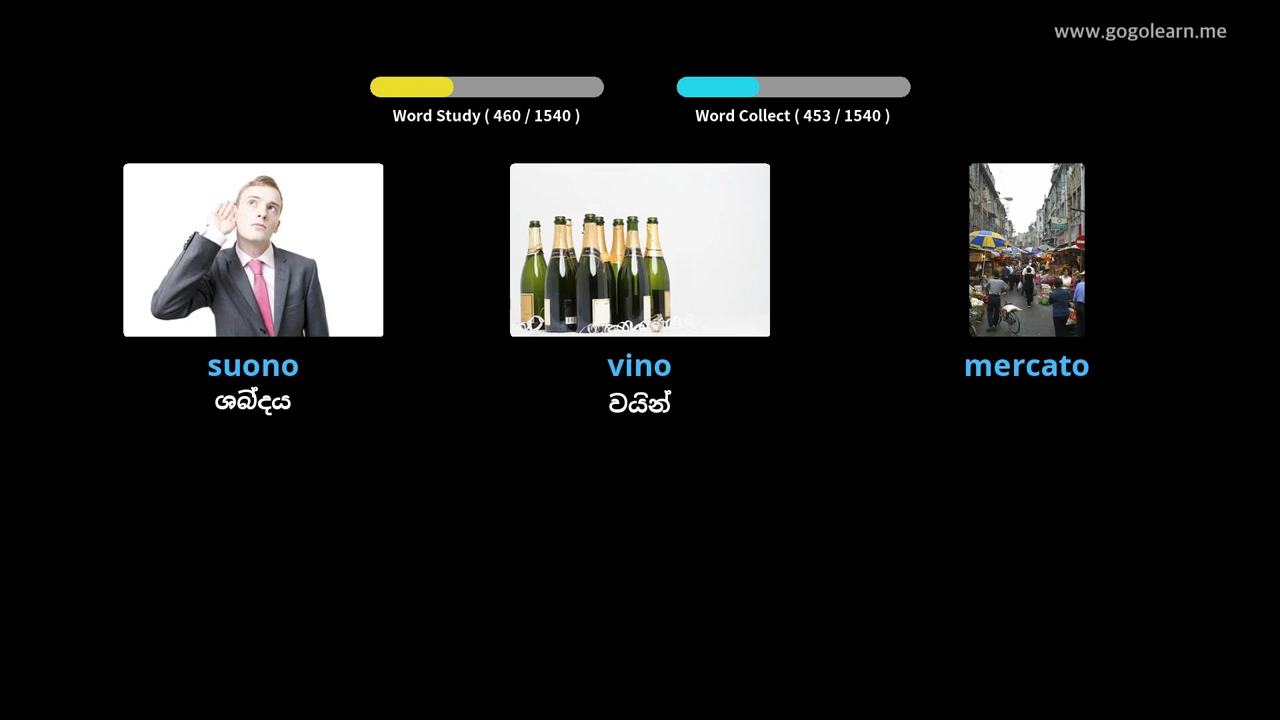 www.gogolearn.me
Word Study ( 460 / 1540 )
Word Collect ( 453 / 1540 )
suono
vino
mercato
ශබ්දය
වයින්